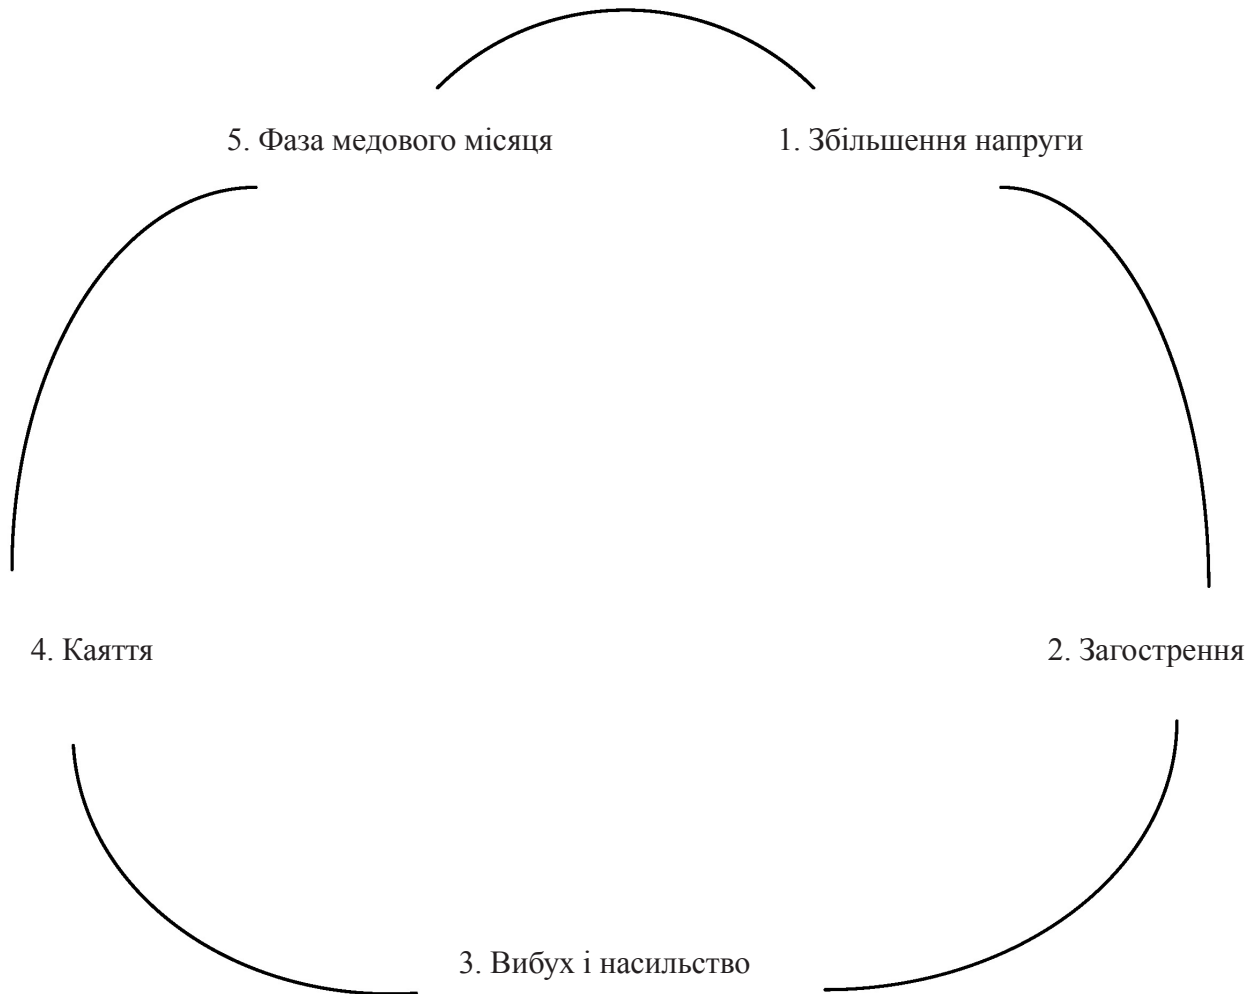 5. Фаза медового місяця
1. Збільшення напруги
4. Каяття
2. Загострення
3. Вибух і насильство